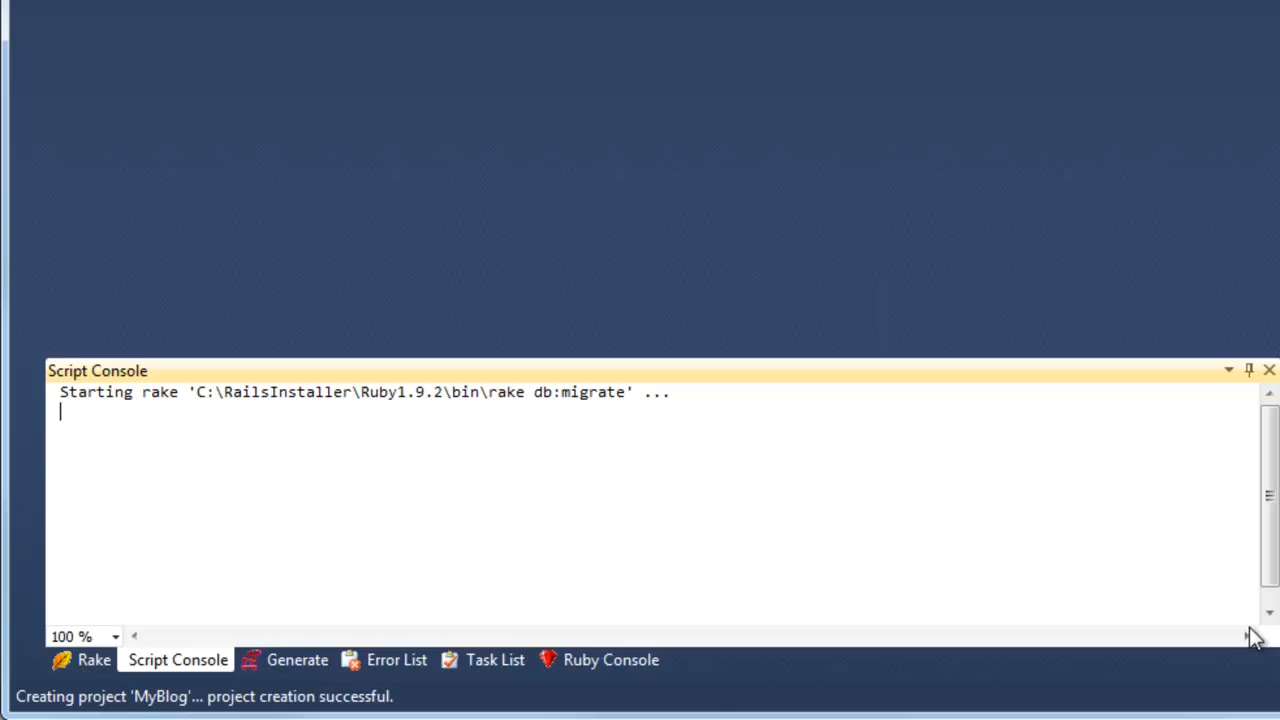 Script Console
Starting rake 'C:\RailsInstaller\Ruby1.9.2\bin\rake db:migrate' ...
100 %
Rake Script Console Generate Error List Task List Ruby Console
Creating project 'MyBlog'... project creation successful.